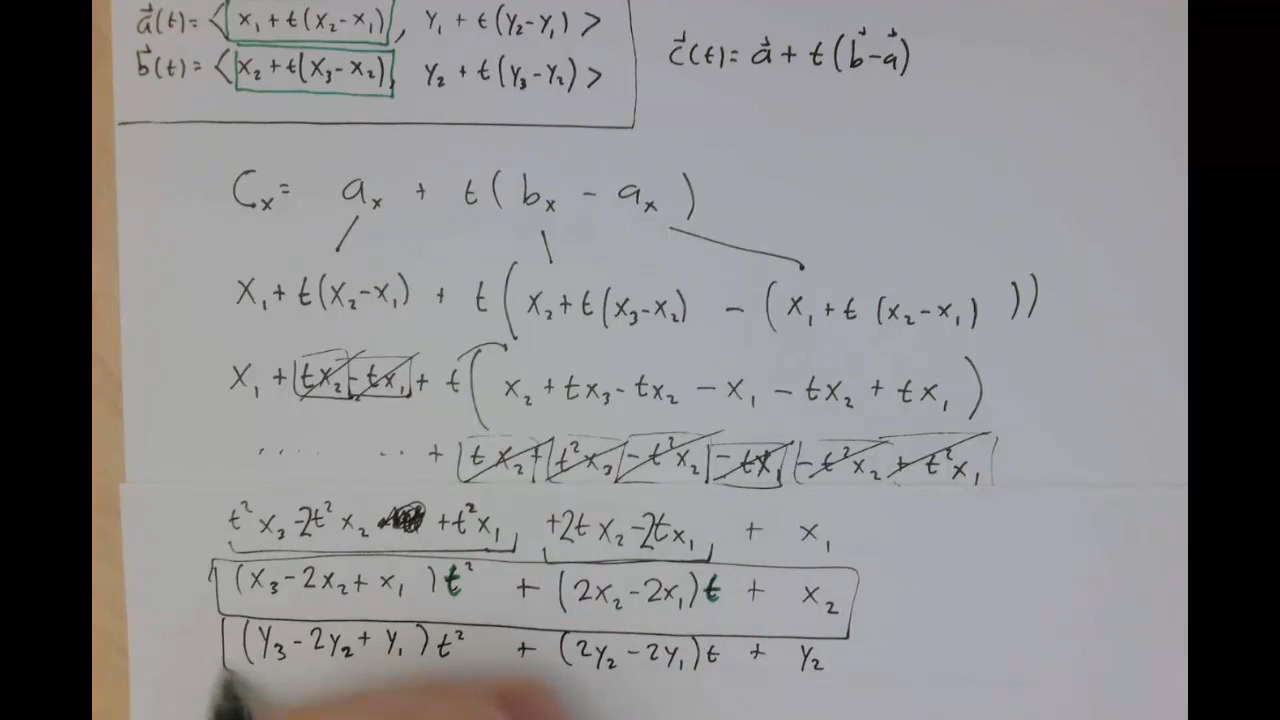 a⃗(t) = < x₁ + t(x₂-x₁), y₁ + t(y₂-y₁) >
b⃗(t) = < x₂ + t(x₃-x₂), y₂ + t(y₃-y₂) >
c⃗(t) = a⃗ + t(b⃗-a⃗)
Cₓ = aₓ + t(bₓ - aₓ)
x₁ + t(x₂-x₁) + t(x₂ + t(x₃-x₂) - (x₁ + t(x₂-x₁)))
x₁ + tx₂ - tx₁ + t(x₂ + tx₃ - tx₂ - x₁ - tx₂ + tx₁)
.... .. + tx₂ + t²x₃ - t²x₂ - tx₁ - t²x₂ + t²x₁
t²x₃ - 2t²x₂ + t²x₁ + 2tx₂ - 2tx₁ + x₁
(x₃ - 2x₂ + x₁)t² + (2x₂ - 2x₁)t + x₂
(y₃ - 2y₂ + y₁)t² + (2y₂ - 2y₁)t + y₂